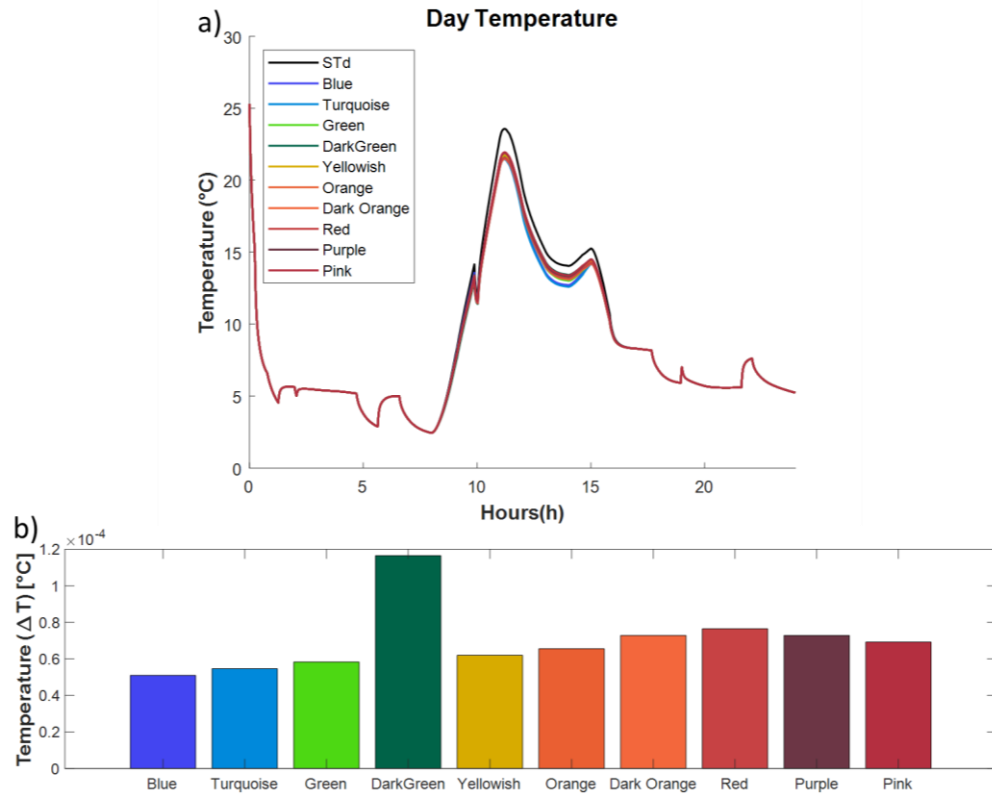 a)
Day Temperature
30
25
20
15
10
5
0
Temperature (°C)
STd
Blue
Turquoise
Green
DarkGreen
Yellowish
Orange
Dark Orange
Red
Purple
Pink
0 5 10 15 20
Hours(h)
b)
×10-4
1.2
1
0.8
0.6
0.4
0.2
0
Temperature (ΔT) [°C]
Blue Turquoise Green DarkGreen Yellowish Orange Dark Orange Red Purple Pink